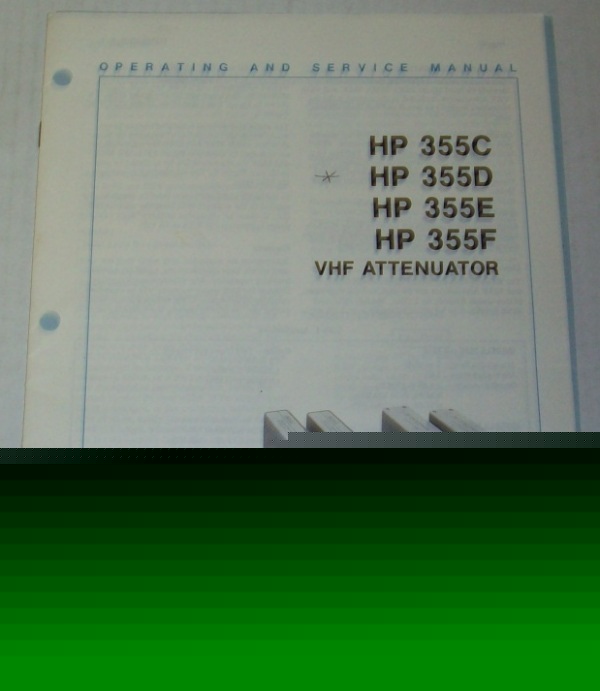 OPERATING AND SERVICE MANUAL
HP 355C
HP 355D
HP 355E
HP 355F
VHF ATTENUATOR